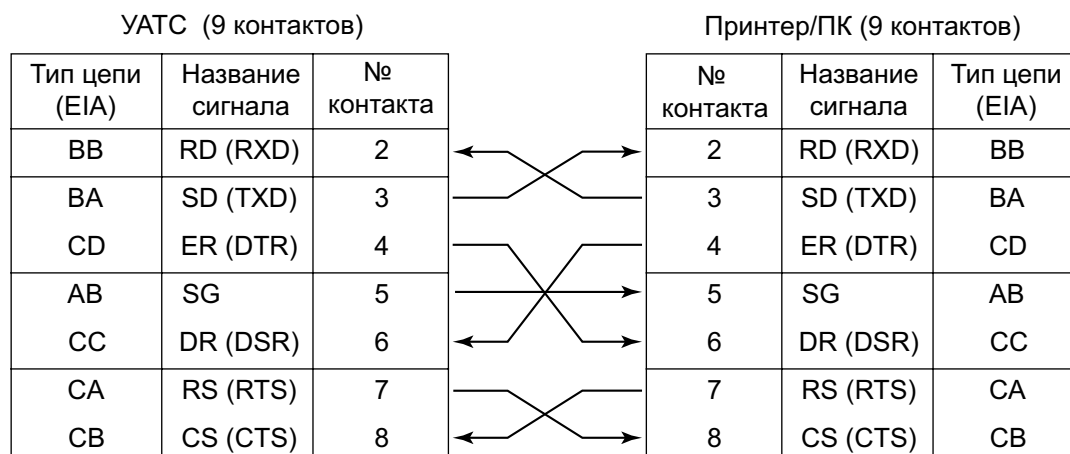 УАТС (9 контактов) Принтер/ПК (9 контактов)
Тип цепи Название № № Название Тип цепи
(EIA) сигнала контакта контакта сигнала (EIA)
BB RD (RXD) 2 2 RD (RXD) BB
BA SD (TXD) 3 3 SD (TXD) BA
CD ER (DTR) 4 4 ER (DTR) CD
AB SG 5 5 SG AB
CC DR (DSR) 6 6 DR (DSR) CC
CA RS (RTS) 7 7 RS (RTS) CA
CB CS (CTS) 8 8 CS (CTS) CB